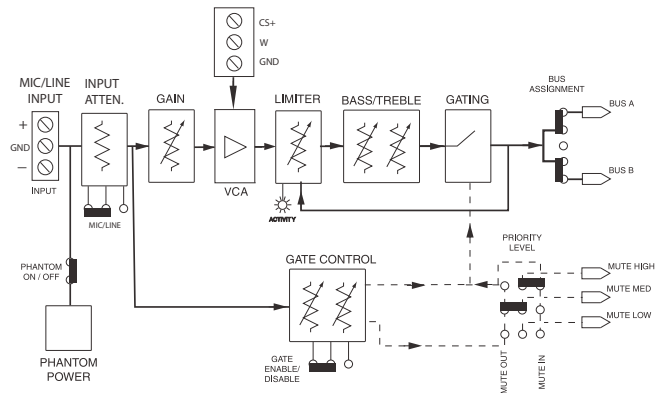 CS+
W
GND
MIC/LINE
INPUT
INPUT
ATTEN.
GAIN
LIMITER
BASS/TREBLE
GATING
BUS
ASSIGNMENT
BUS A
+
GND
−
INPUT
VCA
BUS B
MIC/LINE
ACTIVITY
PHANTOM
ON / OFF
GATE CONTROL
PRIORITY
LEVEL
MUTE HIGH
MUTE MED
MUTE LOW
GATE
ENABLE/
DISABLE
MUTE OUT
MUTE IN
PHANTOM
POWER